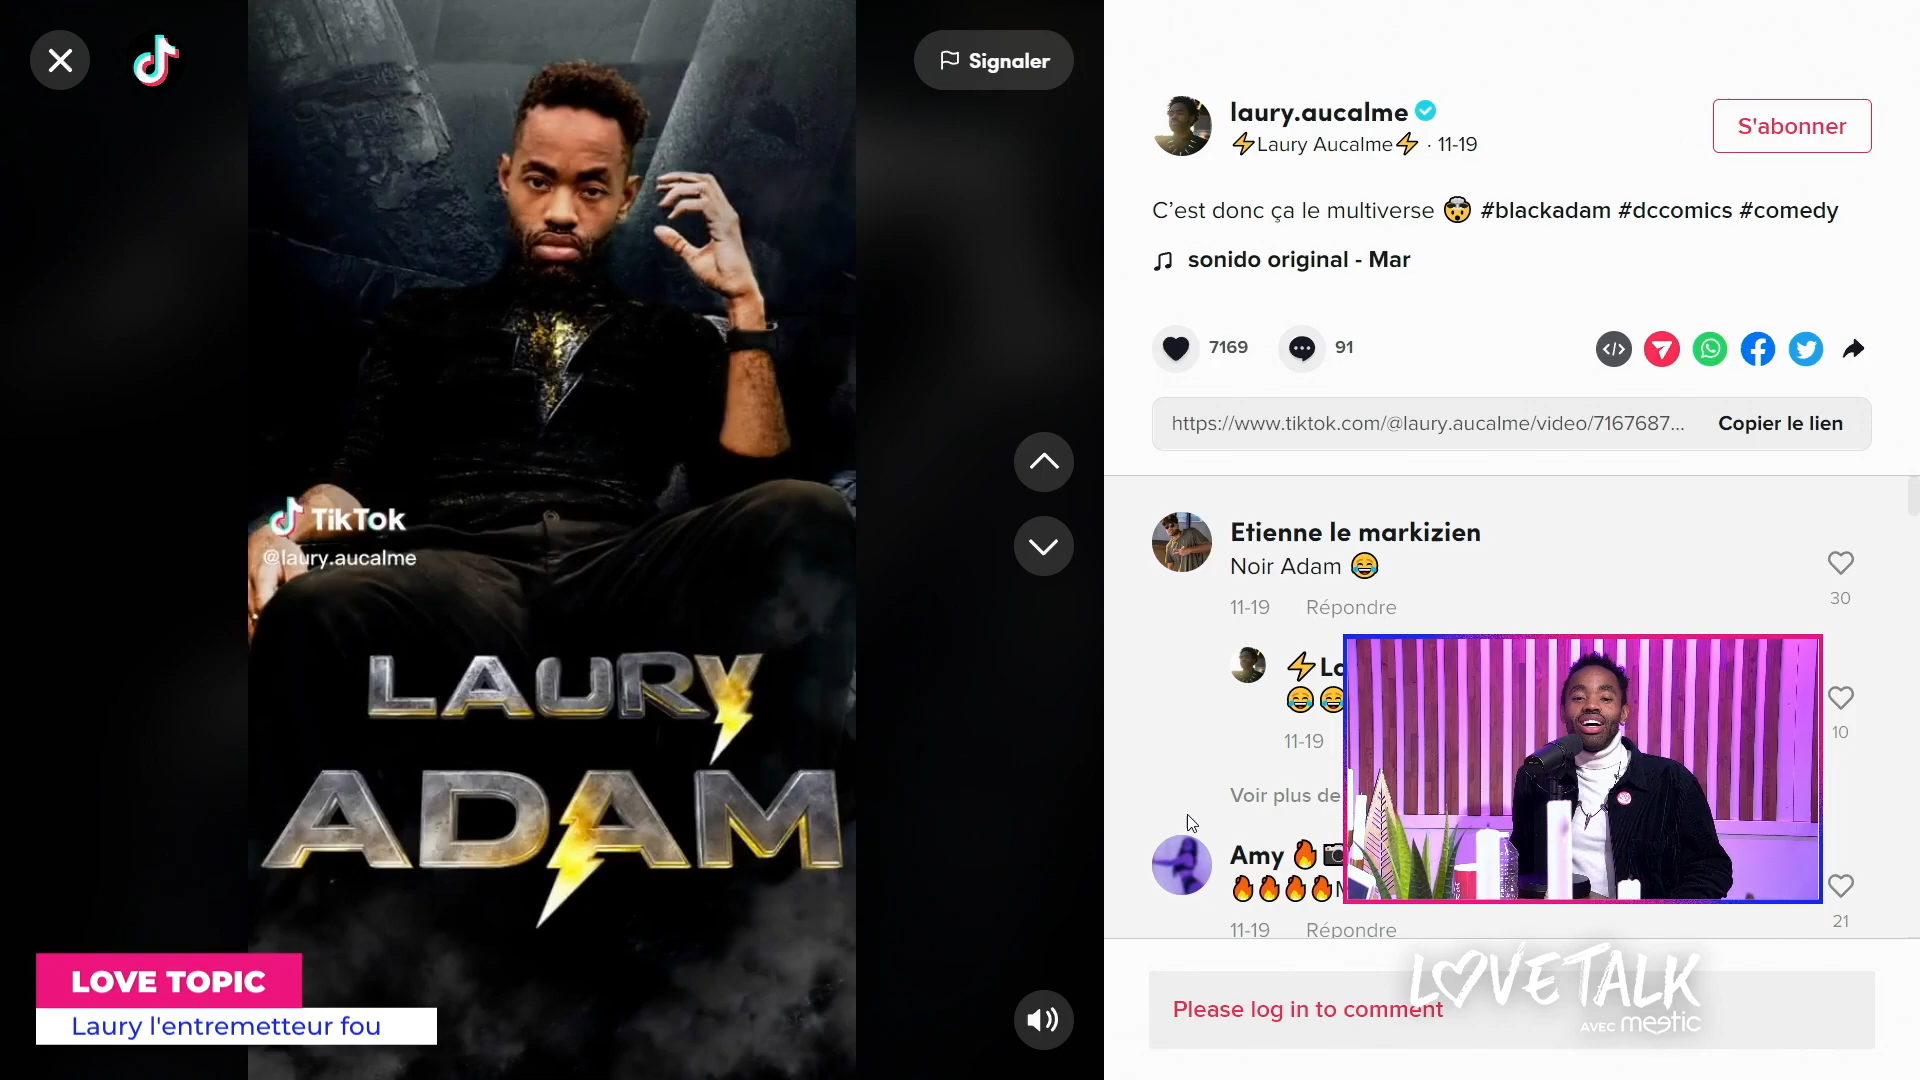 Signaler
TikTok
@laury.aucalme
LAURY
ADAM
LOVE TOPIC
Laury l'entremetteur fou
laury.aucalme
⚡Laury Aucalme⚡ · 11-19
S'abonner
C’est donc ça le multiverse 🤯 #blackadam #dccomics #comedy
sonido original - Mar
7169
91
https://www.tiktok.com/@laury.aucalme/video/7167687...
Copier le lien
Etienne le markizien
Noir Adam 😂
11-19 Répondre
30
⚡
😂😂
11-19
10
Voir plus de
Amy 🔥📷
🔥🔥🔥🔥
11-19 Répondre
21
Please log in to comment
LOVE TALK
AVEC meetic